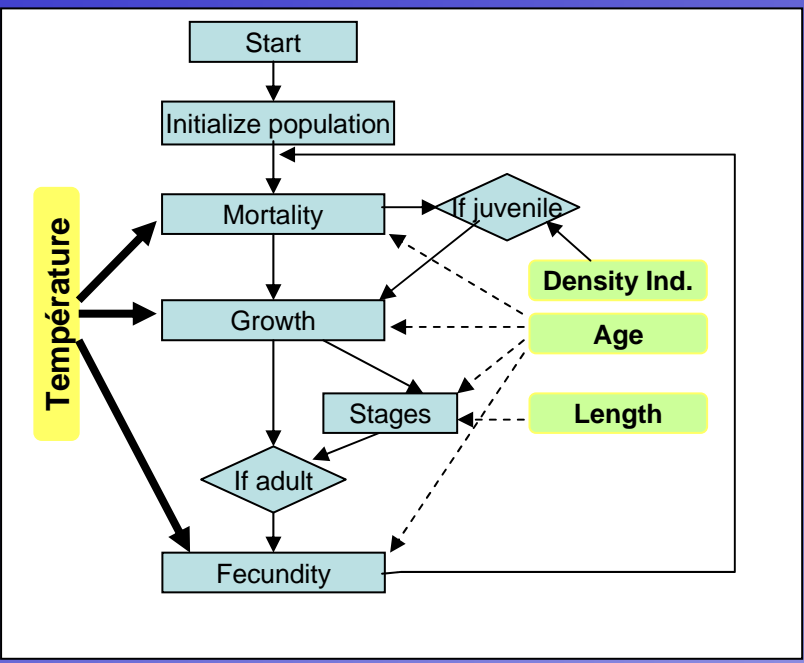 Start
Initialize population
Mortality
If juvenile
Température
Density Ind.
Growth
Age
Stages
Length
If adult
Fecundity